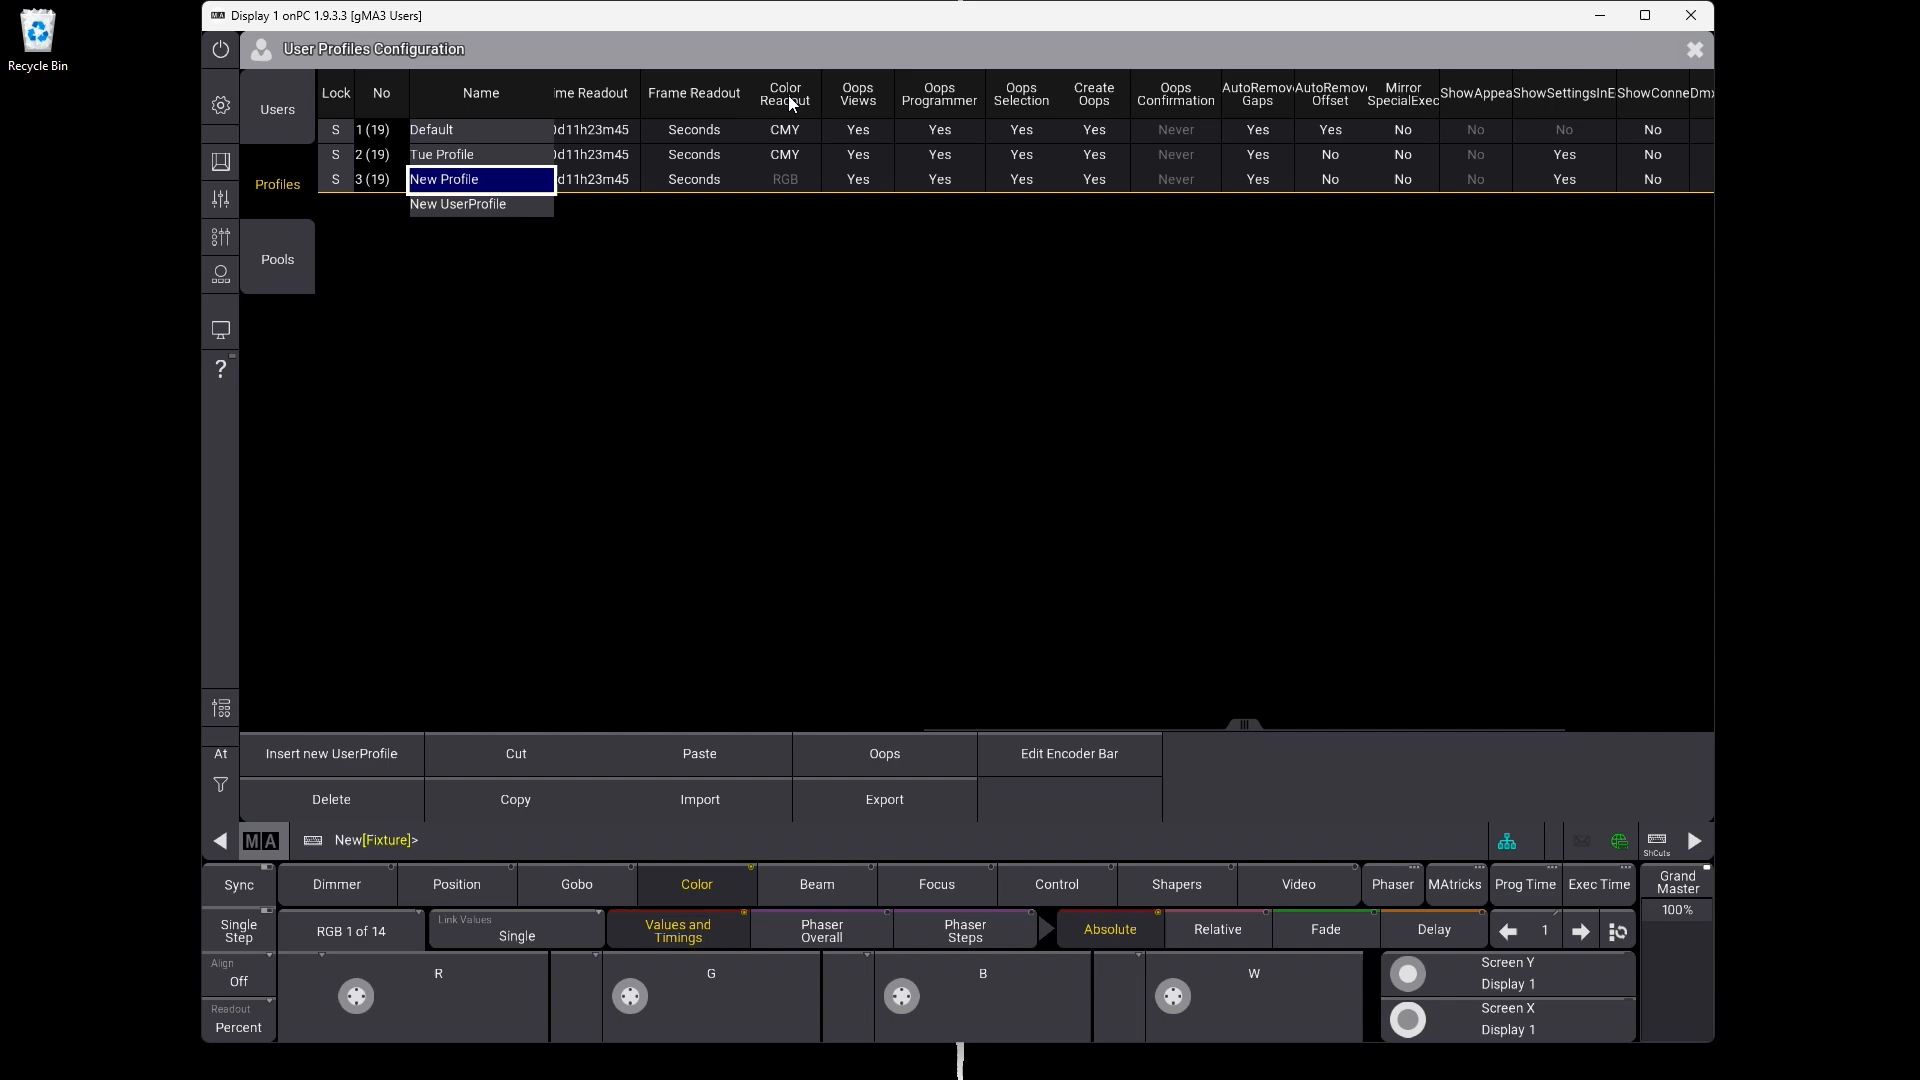 Recycle Bin
MA Display 1 onPC 1.9.3.3 [gMA3 Users]
User Profiles Configuration
Users
Profiles
Pools
Lock No Name ime Readout Frame Readout Color Readout Oops Views Oops Programmer Oops Selection Create Oops Oops Confirmation AutoRemov Gaps AutoRemov Offset Mirror SpecialExec ShowAppea ShowSettingsInE ShowConne Dmx
S 1 (19) Default 0d11h23m45 Seconds CMY Yes Yes Yes Yes Never Yes Yes No No No No
S 2 (19) Tue Profile 0d11h23m45 Seconds CMY Yes Yes Yes Yes Never Yes No No No Yes No
S 3 (19) New Profile d11h23m45 Seconds RGB Yes Yes Yes Yes Never Yes No No No Yes No
New UserProfile
?
At
Insert new UserProfile Cut Paste Oops Edit Encoder Bar
Delete Copy Import Export
MA New[Fixture]> ShCuts
Sync Dimmer Position Gobo Color Beam Focus Control Shapers Video Phaser MAtricks Prog Time Exec Time Grand Master
100%
Single Step RGB 1 of 14 Link Values Single Values and Timings Phaser Overall Phaser Steps Absolute Relative Fade Delay 1
Align
Off
Readout
Percent
R G B W
Screen Y
Display 1
Screen X
Display 1